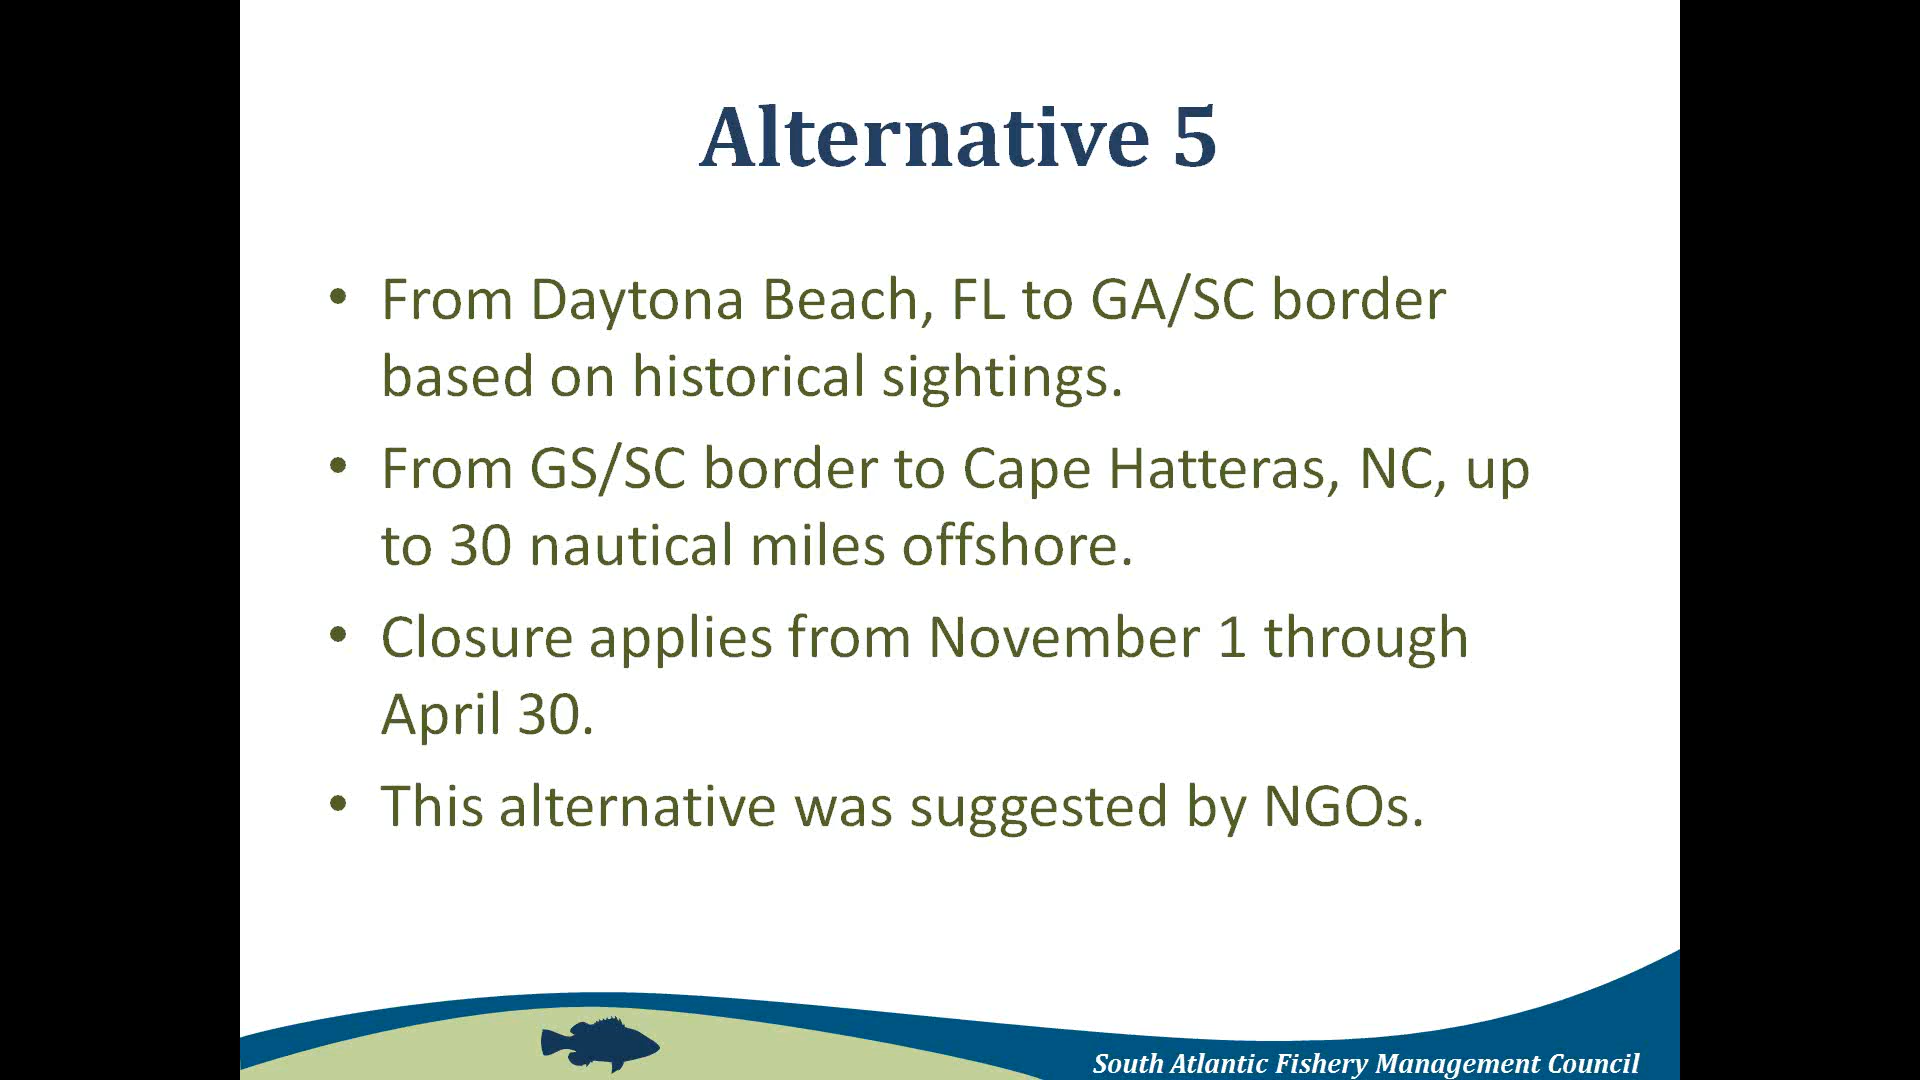 Alternative 5
• From Daytona Beach, FL to GA/SC border
based on historical sightings.
• From GS/SC border to Cape Hatteras, NC, up
to 30 nautical miles offshore.
• Closure applies from November 1 through
April 30.
• This alternative was suggested by NGOs.
South Atlantic Fishery Management Council